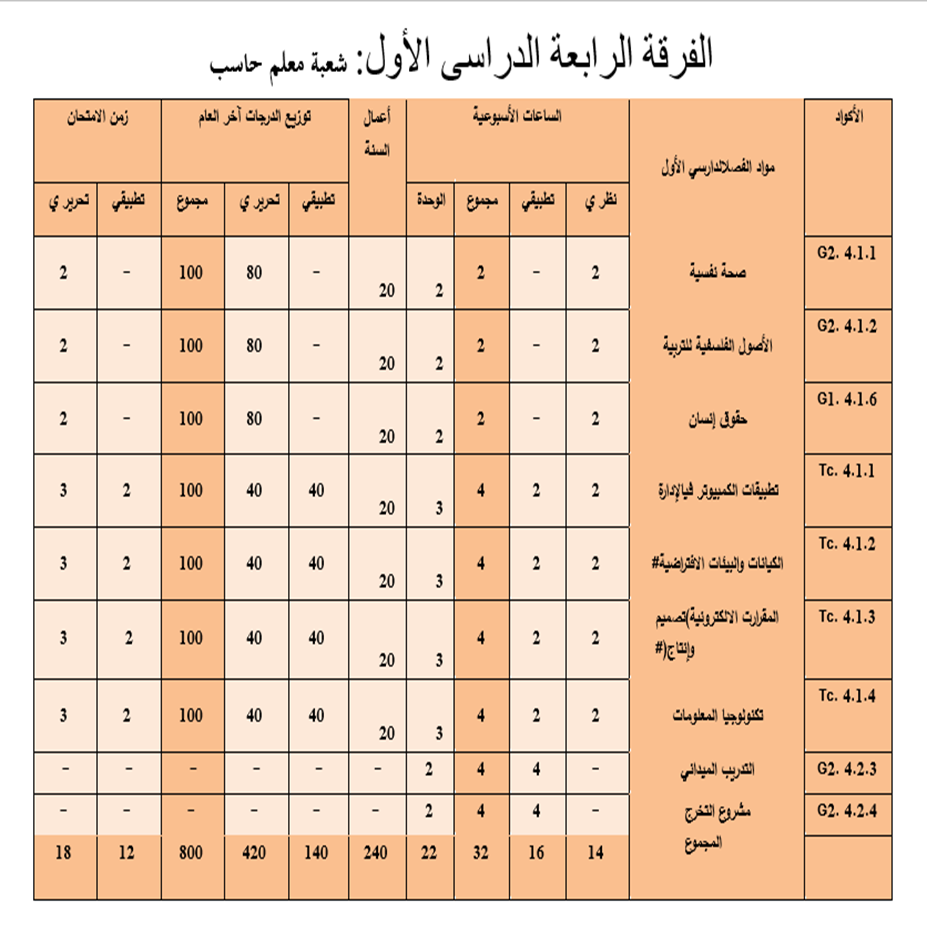 الفرقة الرابعة الدراسى الأول: شعبة معلم حاسب
الأكواد مواد الفصلالدارسي الأول الساعات الأسبوعية أعمال السنة توزيع الدرجات آخر العام زمن الامتحان
نظر ي تطبيقي مجموع الوحدة تطبيقي تحرير ي مجموع تطبيقي تحرير ي
G2. 4.1.1 صحة نفسية 2 - 2 2 20 - 80 100 - 2
G2. 4.1.2 الأصول الفلسفية للتربية 2 - 2 2 20 - 80 100 - 2
G1. 4.1.6 حقوق إنسان 2 - 2 2 20 - 80 100 - 2
Tc. 4.1.1 تطبيقات الكمبيوتر فيالإدارة 2 2 4 3 20 40 40 100 2 3
Tc. 4.1.2 الكيانات والبيئات الافتراضية# 2 2 4 3 20 40 40 100 2 3
Tc. 4.1.3 المقرارت الالكترونية)تصميم وإنتاج(# 2 2 4 3 20 40 40 100 2 3
Tc. 4.1.4 تكنولوجيا المعلومات 2 2 4 3 20 40 40 100 2 3
G2. 4.2.3 التدريب الميداني - 4 4 2 - - - - - -
G2. 4.2.4 مشروع التخرج - 4 4 2 - - - - - -
المجموع 14 16 32 22 240 140 420 800 12 18